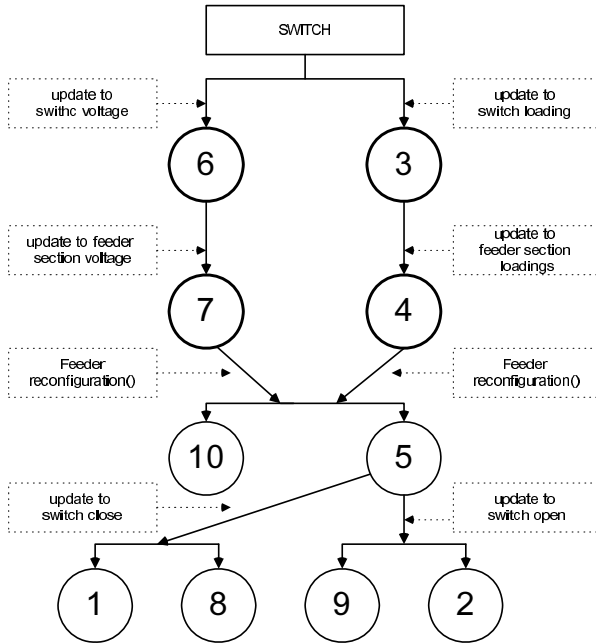 SWITCH
update to
swithc voltage
update to
switch loading
6
3
update to feeder
section voltage
update to
feeder section
loadings
7
4
Feeder
reconfiguration()
Feeder
reconfiguration()
10
5
update to
switch close
update to
switch open
1
8
9
2